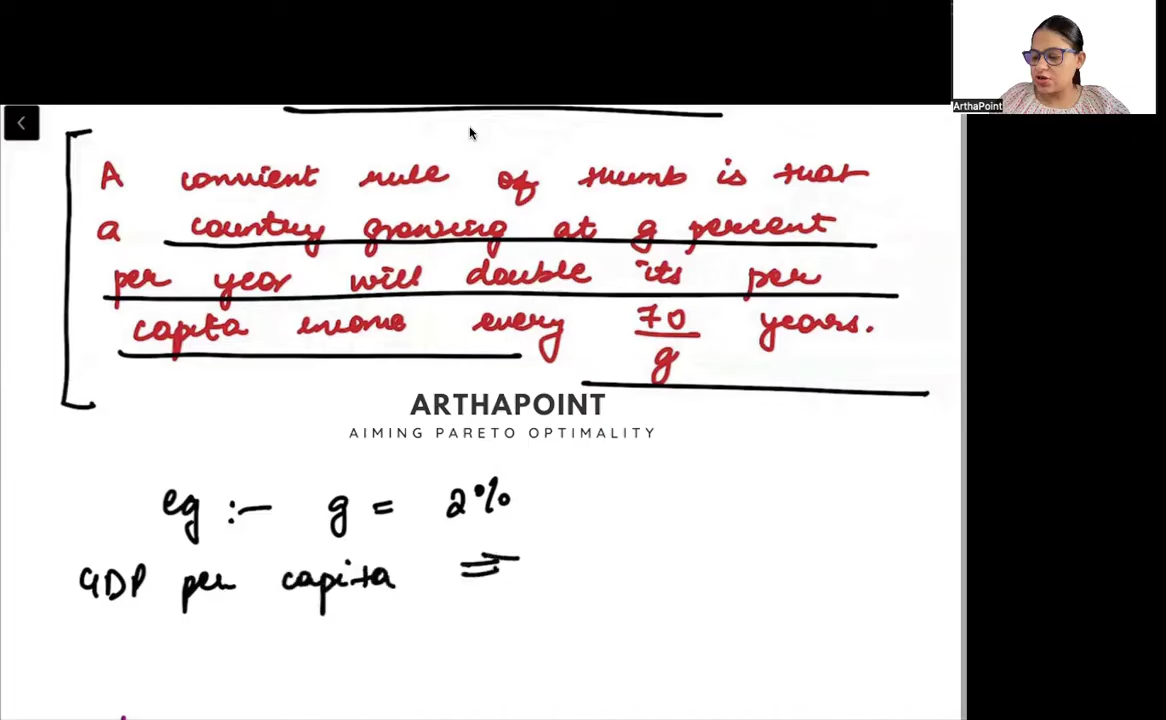 ArthaPoint
A convient rule of thumb is that
a country growing at g percent
per year will double its per
capita income every 70/g years.
ARTHAPOINT
AIMING PARETO OPTIMALITY
eg :- g = 2%
GDP per capita =